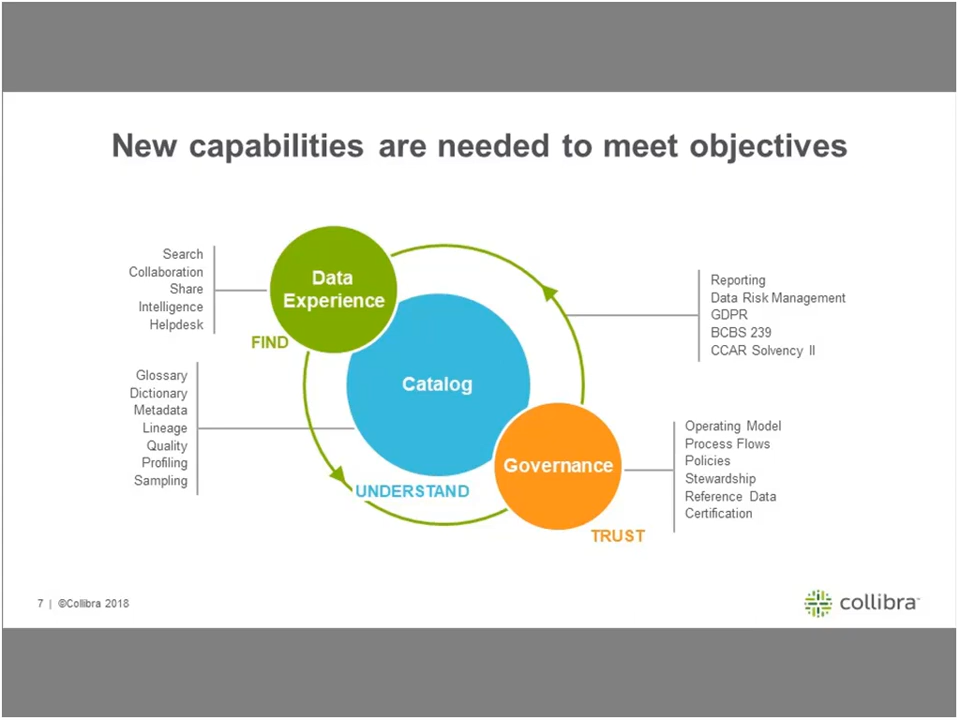 New capabilities are needed to meet objectives
Search
Collaboration
Share
Intelligence
Helpdesk
Data
Experience
FIND
Glossary
Dictionary
Metadata
Lineage
Quality
Profiling
Sampling
Catalog
UNDERSTAND
Reporting
Data Risk Management
GDPR
BCBS 239
CCAR Solvency II
Governance
TRUST
Operating Model
Process Flows
Policies
Stewardship
Reference Data
Certification
7 | ©Collibra 2018
collibra™